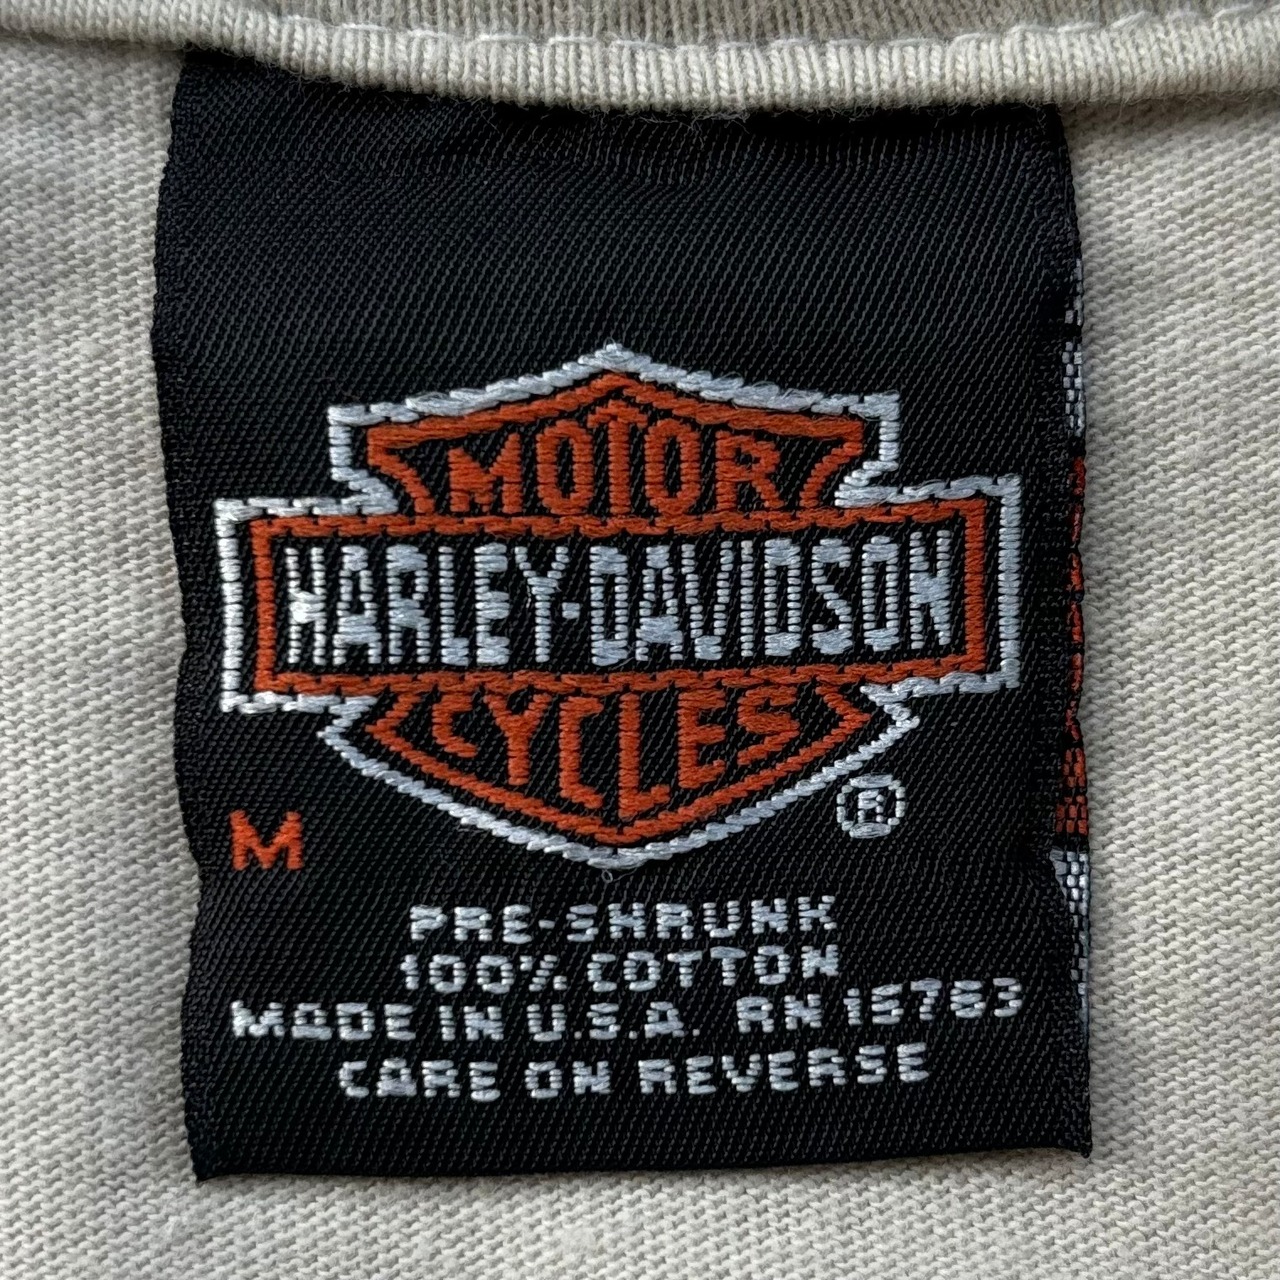 MOTOR
HARLEY-DAVIDSON
CYCLES
®
M
PRE-SHRUNK
100% COTTON
MADE IN U.S.A. RN 15763
CARE ON REVERSE